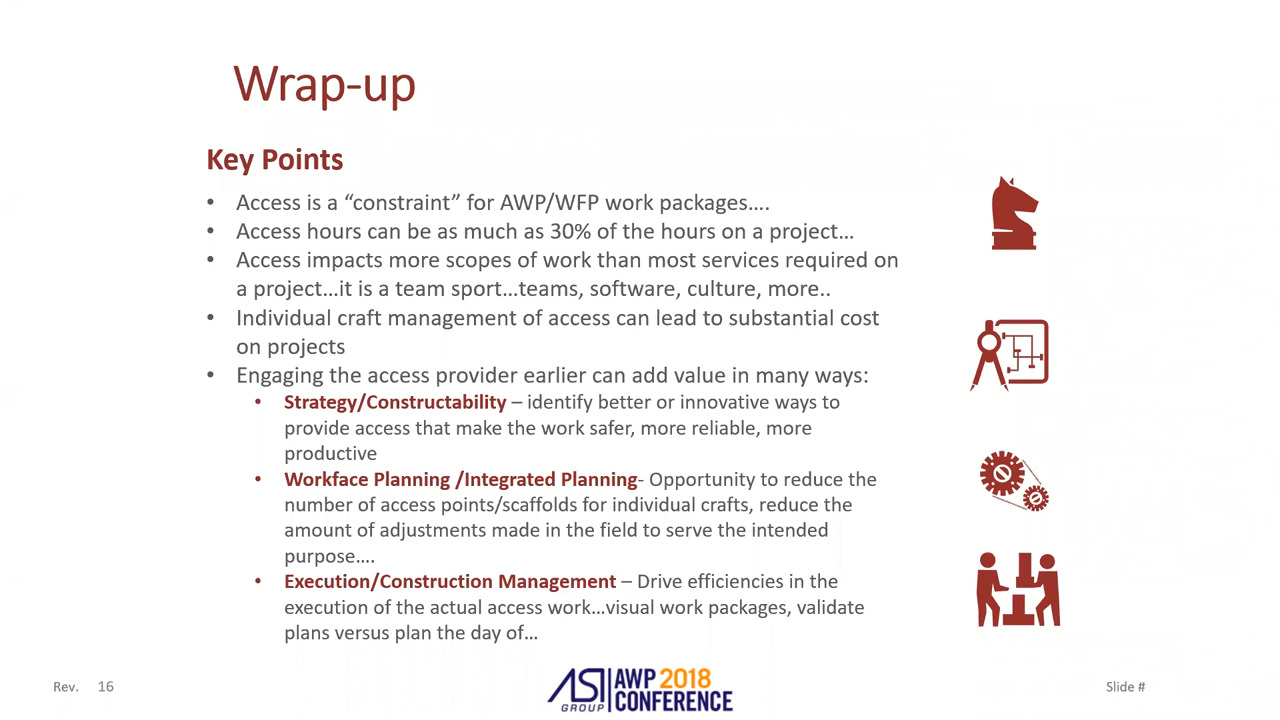 Wrap-up
Key Points
• Access is a “constraint” for AWP/WFP work packages….
• Access hours can be as much as 30% of the hours on a project…
• Access impacts more scopes of work than most services required on
a project…it is a team sport…teams, software, culture, more..
• Individual craft management of access can lead to substantial cost
on projects
• Engaging the access provider earlier can add value in many ways:
• Strategy/Constructability – identify better or innovative ways to
provide access that make the work safer, more reliable, more
productive
• Workface Planning /Integrated Planning- Opportunity to reduce the
number of access points/scaffolds for individual crafts, reduce the
amount of adjustments made in the field to serve the intended
purpose….
• Execution/Construction Management – Drive efficiencies in the
execution of the actual access work…visual work packages, validate
plans versus plan the day of…
Rev. 16
ASI GROUP
AWP 2018
CONFERENCE
Slide #